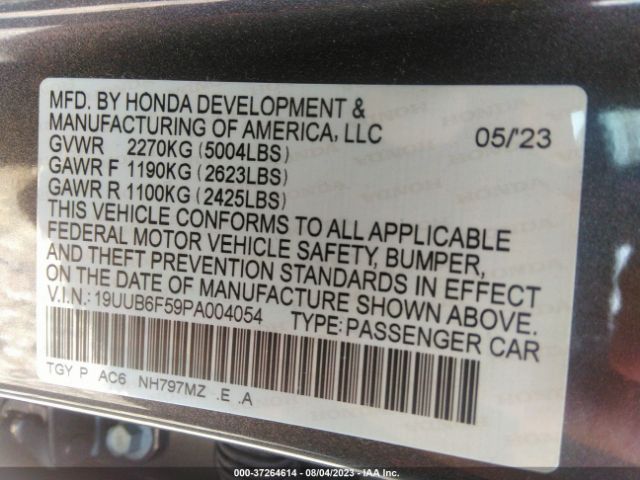 MFD. BY HONDA DEVELOPMENT &
MANUFACTURING OF AMERICA, LLC 05/'23
GVWR 2270KG (5004LBS)
GAWR F 1190KG (2623LBS)
GAWR R 1100KG (2425LBS)
THIS VEHICLE CONFORMS TO ALL APPLICABLE
FEDERAL MOTOR VEHICLE SAFETY, BUMPER,
AND THEFT PREVENTION STANDARDS IN EFFECT
ON THE DATE OF MANUFACTURE SHOWN ABOVE.
V.I.N.: 19UUB6F59PA004054 TYPE: PASSENGER CAR
TGY P AC6 NH797MZ .E .A
000-37264614 - 08/04/2023 - IAA Inc.